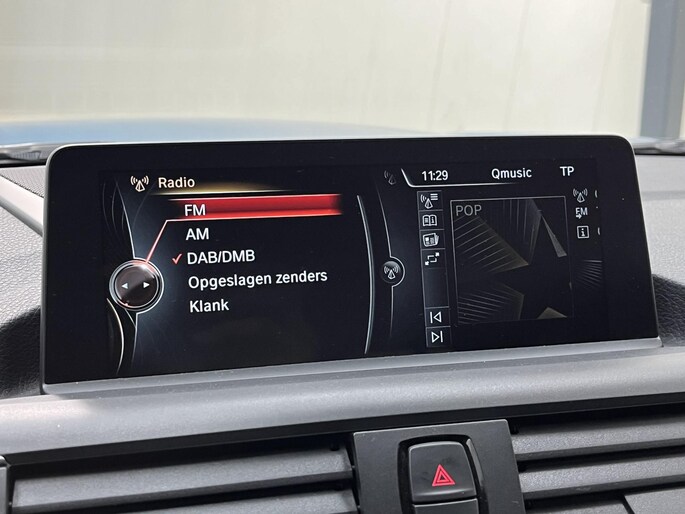 Radio
11:29 Qmusic TP
FM
AM
DAB/DMB
Opgeslagen zenders
Klank
POP
FM